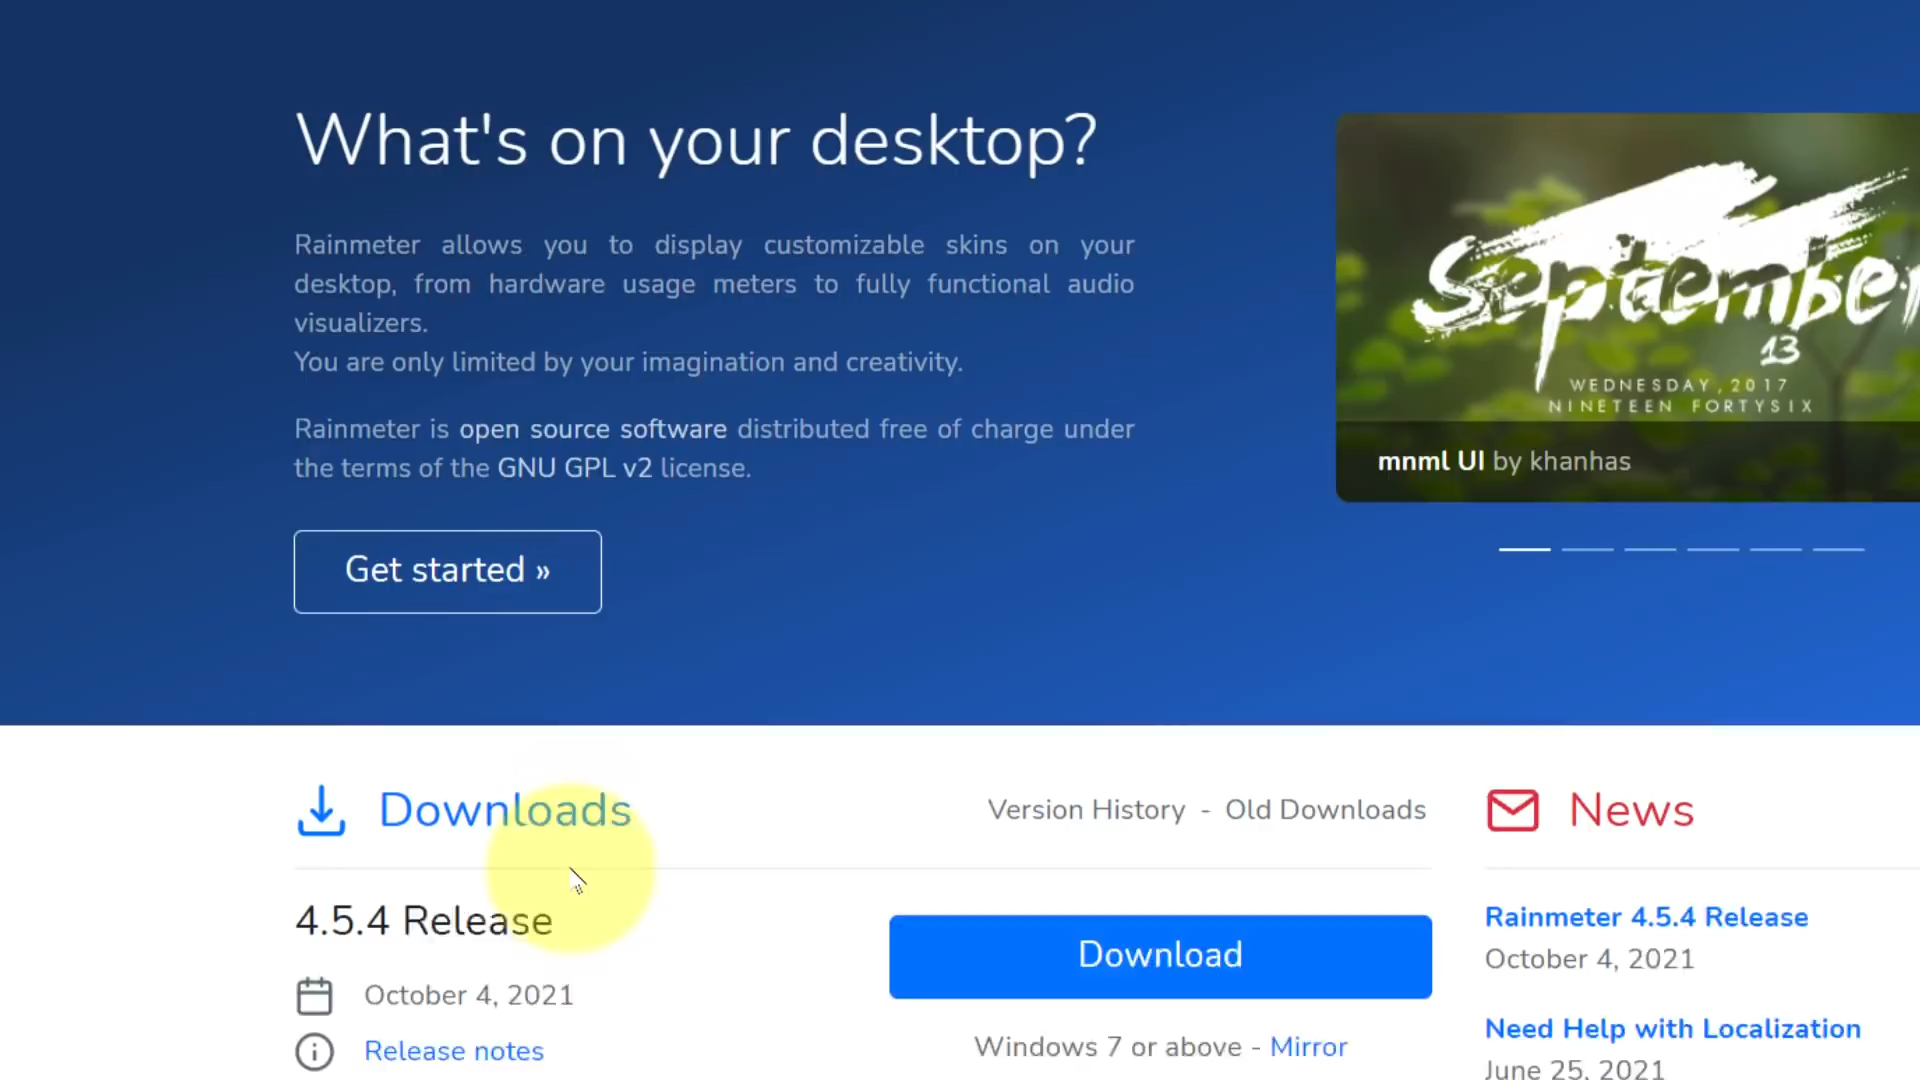 What's on your desktop?
Rainmeter allows you to display customizable skins on your
desktop, from hardware usage meters to fully functional audio
visualizers.
You are only limited by your imagination and creativity.
Rainmeter is open source software distributed free of charge under
the terms of the GNU GPL v2 license.
Get started »
September
13
WEDNESDAY, 2017
NINETEEN FORTYSIX
mnml UI by khanhas
Downloads
Version History - Old Downloads
4.5.4 Release
October 4, 2021
Release notes
Download
Windows 7 or above - Mirror
News
Rainmeter 4.5.4 Release
October 4, 2021
Need Help with Localization
June 25, 2021